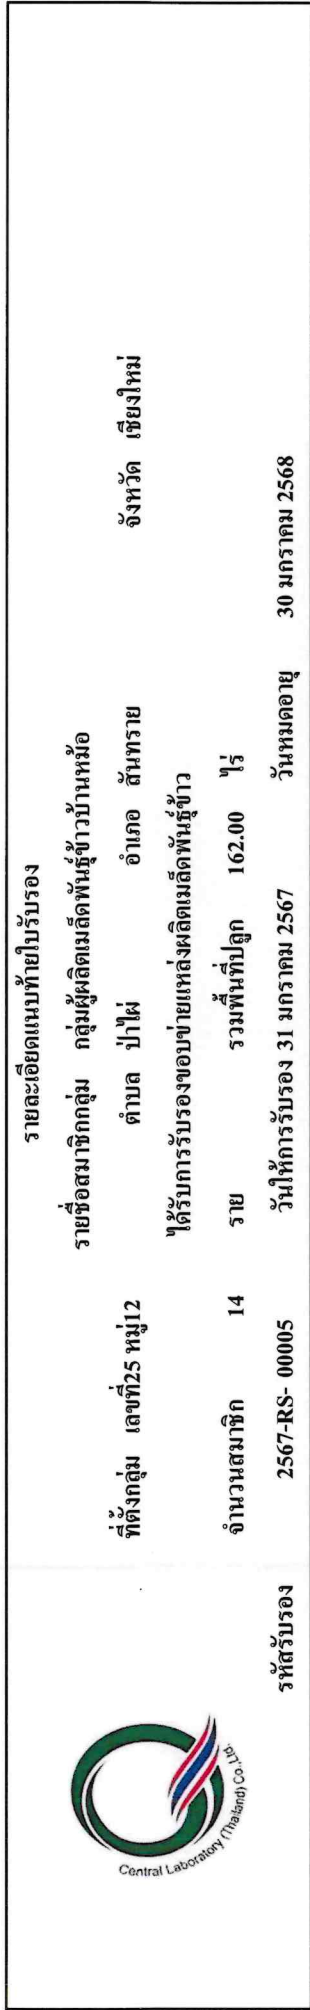 รายละเอียดแนบท้ายใบรับรอง
รายชื่อสมาชิกกลุ่ม กลุ่มผู้ผลิตเมล็ดพันธุ์ข้าวบ้านหม้อ
ที่ตั้งกลุ่ม เลขที่25 หมู่12 ตำบล ป่าไผ่ อำเภอ สันทราย จังหวัด เชียงใหม่
ได้รับการรับรองขอบข่ายแหล่งผลิตเมล็ดพันธุ์ข้าว
จำนวนสมาชิก 14 ราย รวมพื้นที่ปลูก 162.00 ไร่
รหัสรับรอง 2567-RS- 00005 วันให้การรับรอง 31 มกราคม 2567 วันหมดอายุ 30 มกราคม 2568
Central Laboratory (Thailand) Co.,Ltd.